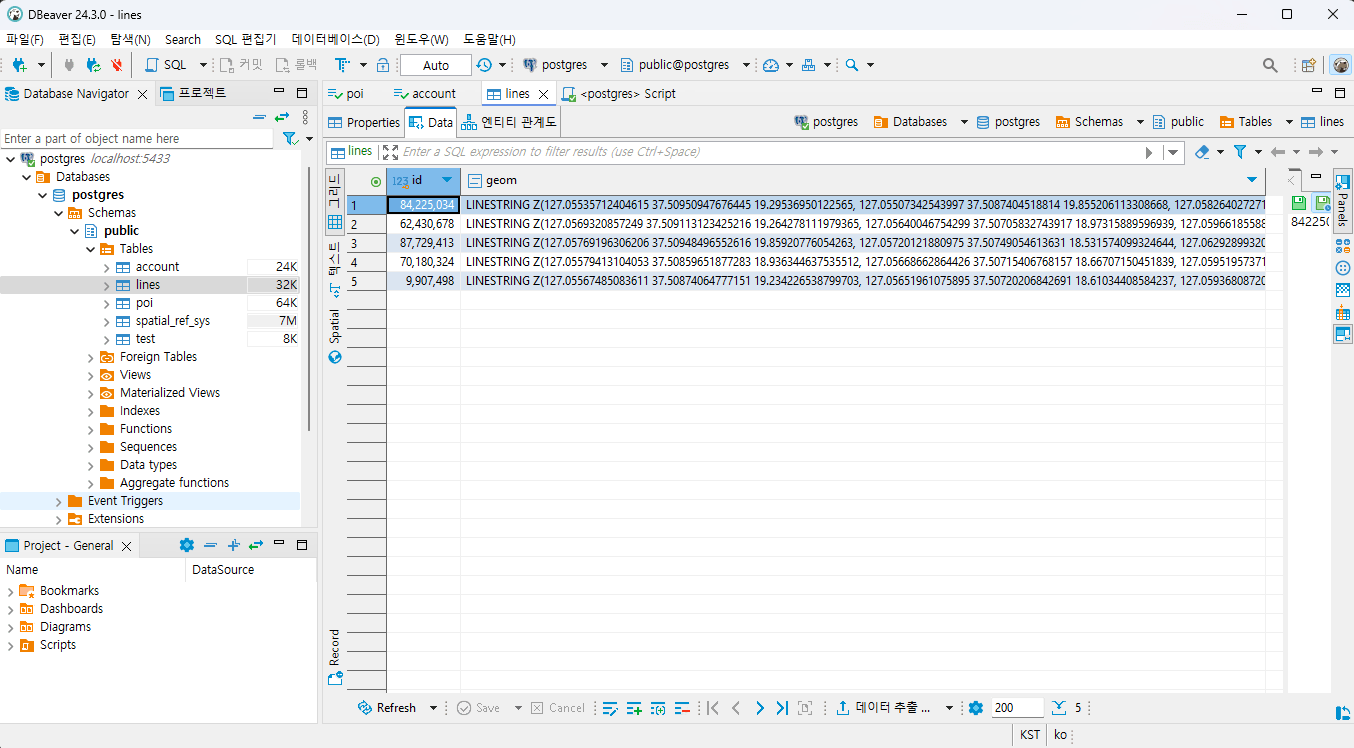 DBeaver 24.3.0 - lines
파일(F) 편집(E) 탐색(N) Search SQL 편집기 데이터베이스(D) 윈도우(W) 도움말(H)
SQL 커밋 롤백 Auto postgres public@postgres
Database Navigator 프로젝트
Enter a part of object name here
postgres localhost:5433
Databases
postgres
Schemas
public
Tables
account 24K
lines 32K
poi 64K
spatial_ref_sys 7M
test 8K
Foreign Tables
Views
Materialized Views
Indexes
Functions
Sequences
Data types
Aggregate functions
Event Triggers
Extensions
Project - General
Name DataSource
Bookmarks
Dashboards
Diagrams
Scripts
poi account lines <postgres> Script
Properties Data 엔티티 관계도 postgres Databases postgres Schemas public Tables lines
lines Enter a SQL expression to filter results (use Ctrl+Space)
그리드
텍스트
Spatial
Record
123 id geom
1 84,225,034 LINESTRING Z(127.05535712404615 37.50950947676445 19.29536950122565, 127.05507342543997 37.5087404518814 19.855206113308668, 127.058264027271
2 62,430,678 LINESTRING Z(127.0569320857249 37.509113123425216 19.264278111979365, 127.05640046754299 37.50705832743917 18.97315889596939, 127.05966185588
3 87,729,413 LINESTRING Z(127.05769196306206 37.50948496552616 19.85920776054263, 127.05720121880975 37.50749054613631 18.531574099324644, 127.06292899320
4 70,180,324 LINESTRING Z(127.05579413104053 37.50859651877283 18.936344637535512, 127.05668662864426 37.50715406768157 18.66707150451839, 127.05951957371
5 9,907,498 LINESTRING Z(127.05567485083611 37.50874064777151 19.234226538799703, 127.05651961075895 37.50720206842691 18.61034408584237, 127.05936808720
84225(
Panels
Refresh Save Cancel 데이터 추출 ... 200 5
KST ko